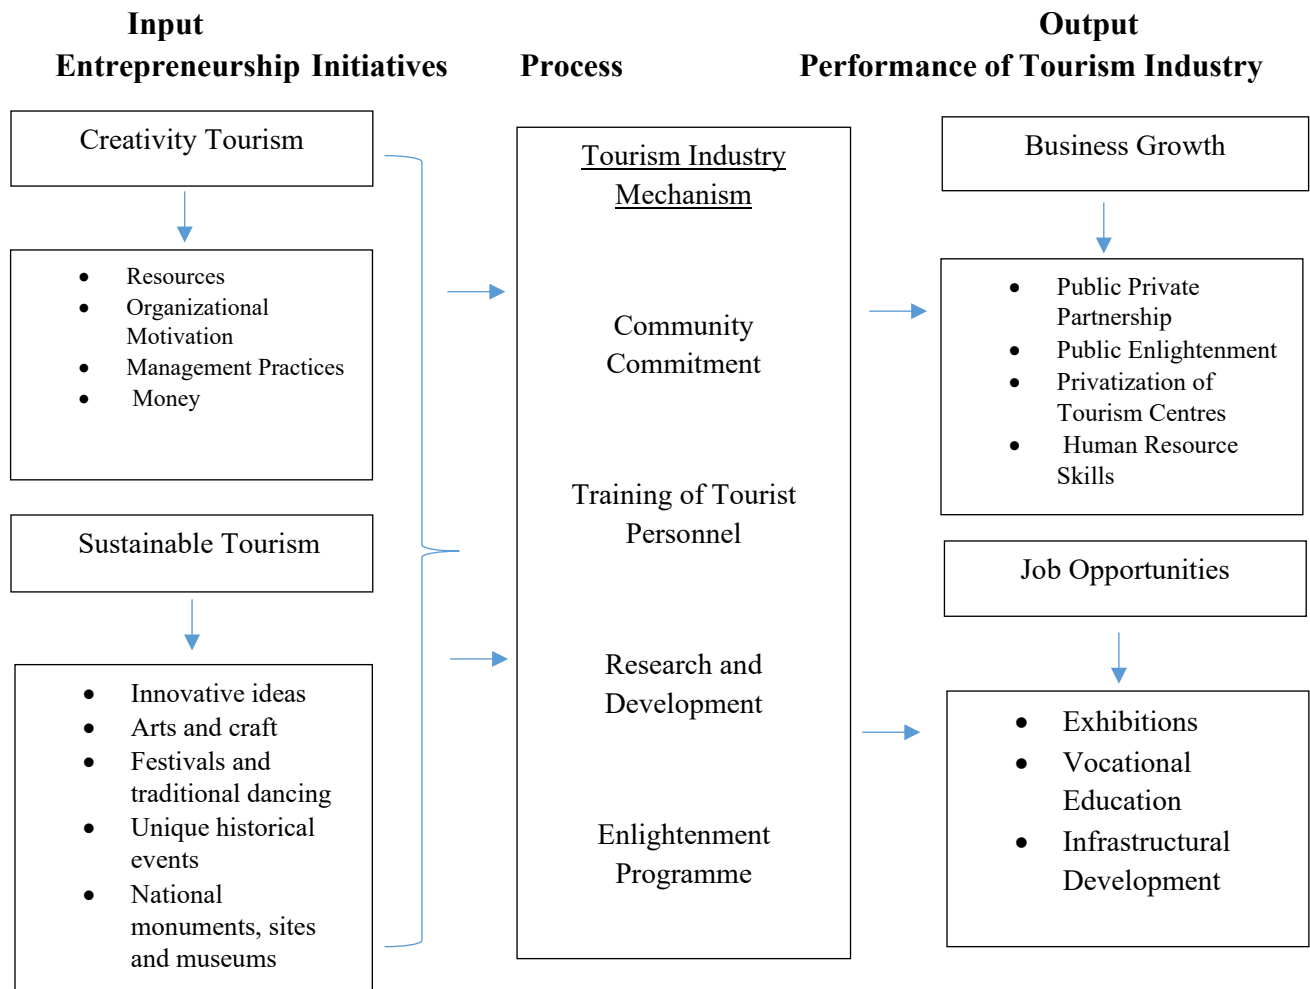 Input
Entrepreneurship Initiatives
Process
Output
Performance of Tourism Industry
Creativity Tourism
• Resources
• Organizational
Motivation
• Management Practices
• Money
Sustainable Tourism
• Innovative ideas
• Arts and craft
• Festivals and
traditional dancing
• Unique historical
events
• National
monuments, sites
and museums
Tourism Industry
Mechanism
Community
Commitment
Training of Tourist
Personnel
Research and
Development
Enlightenment
Programme
Business Growth
• Public Private
Partnership
• Public Enlightenment
• Privatization of
Tourism Centres
• Human Resource
Skills
Job Opportunities
• Exhibitions
• Vocational
Education
• Infrastructural
Development